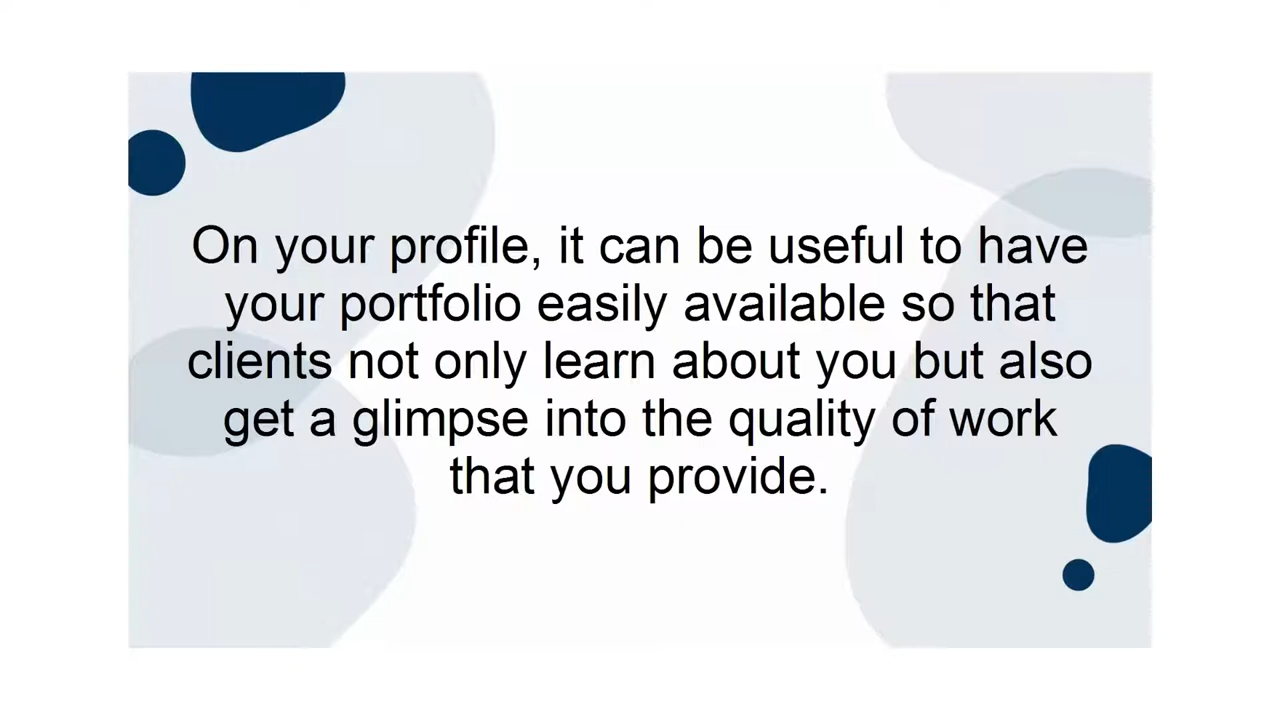 On your profile, it can be useful to have
your portfolio easily available so that
clients not only learn about you but also
get a glimpse into the quality of work
that you provide.